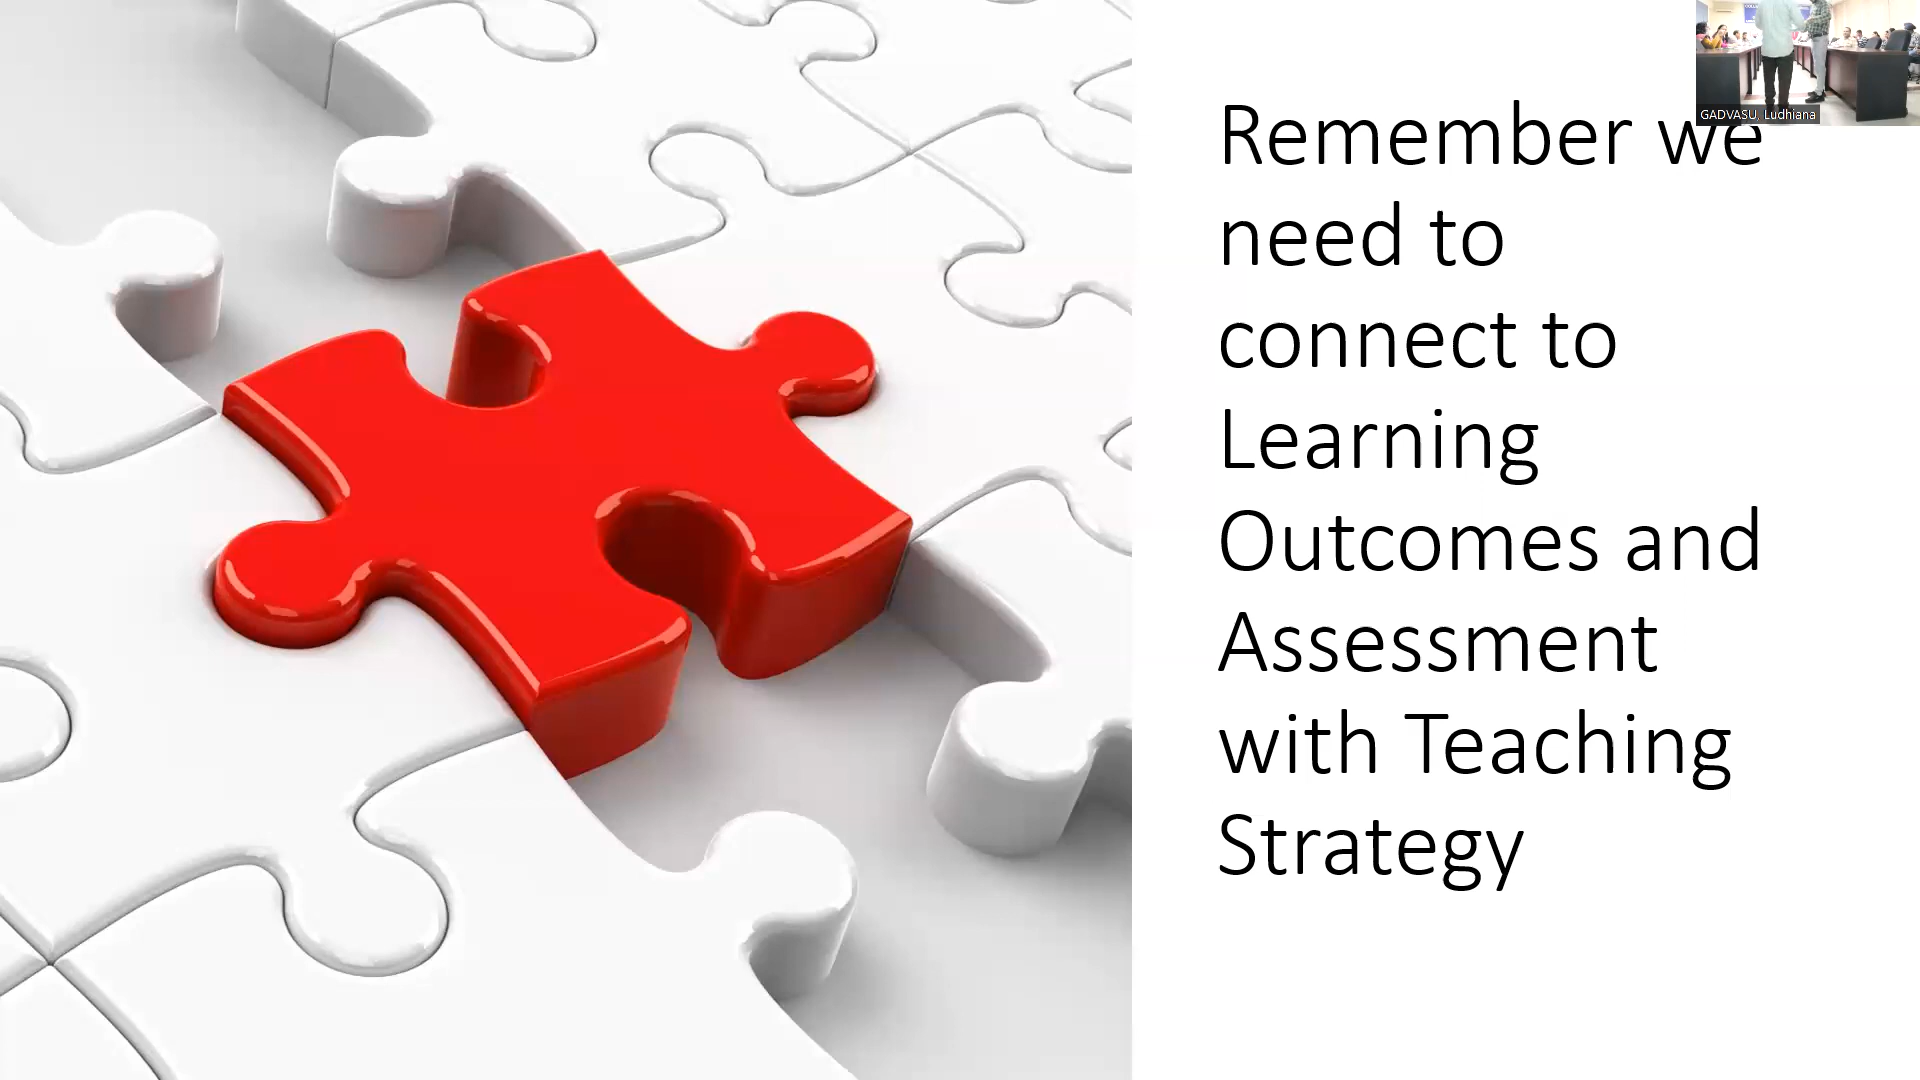 GADVASU, Ludhiana
Remember we
need to
connect to
Learning
Outcomes and
Assessment
with Teaching
Strategy